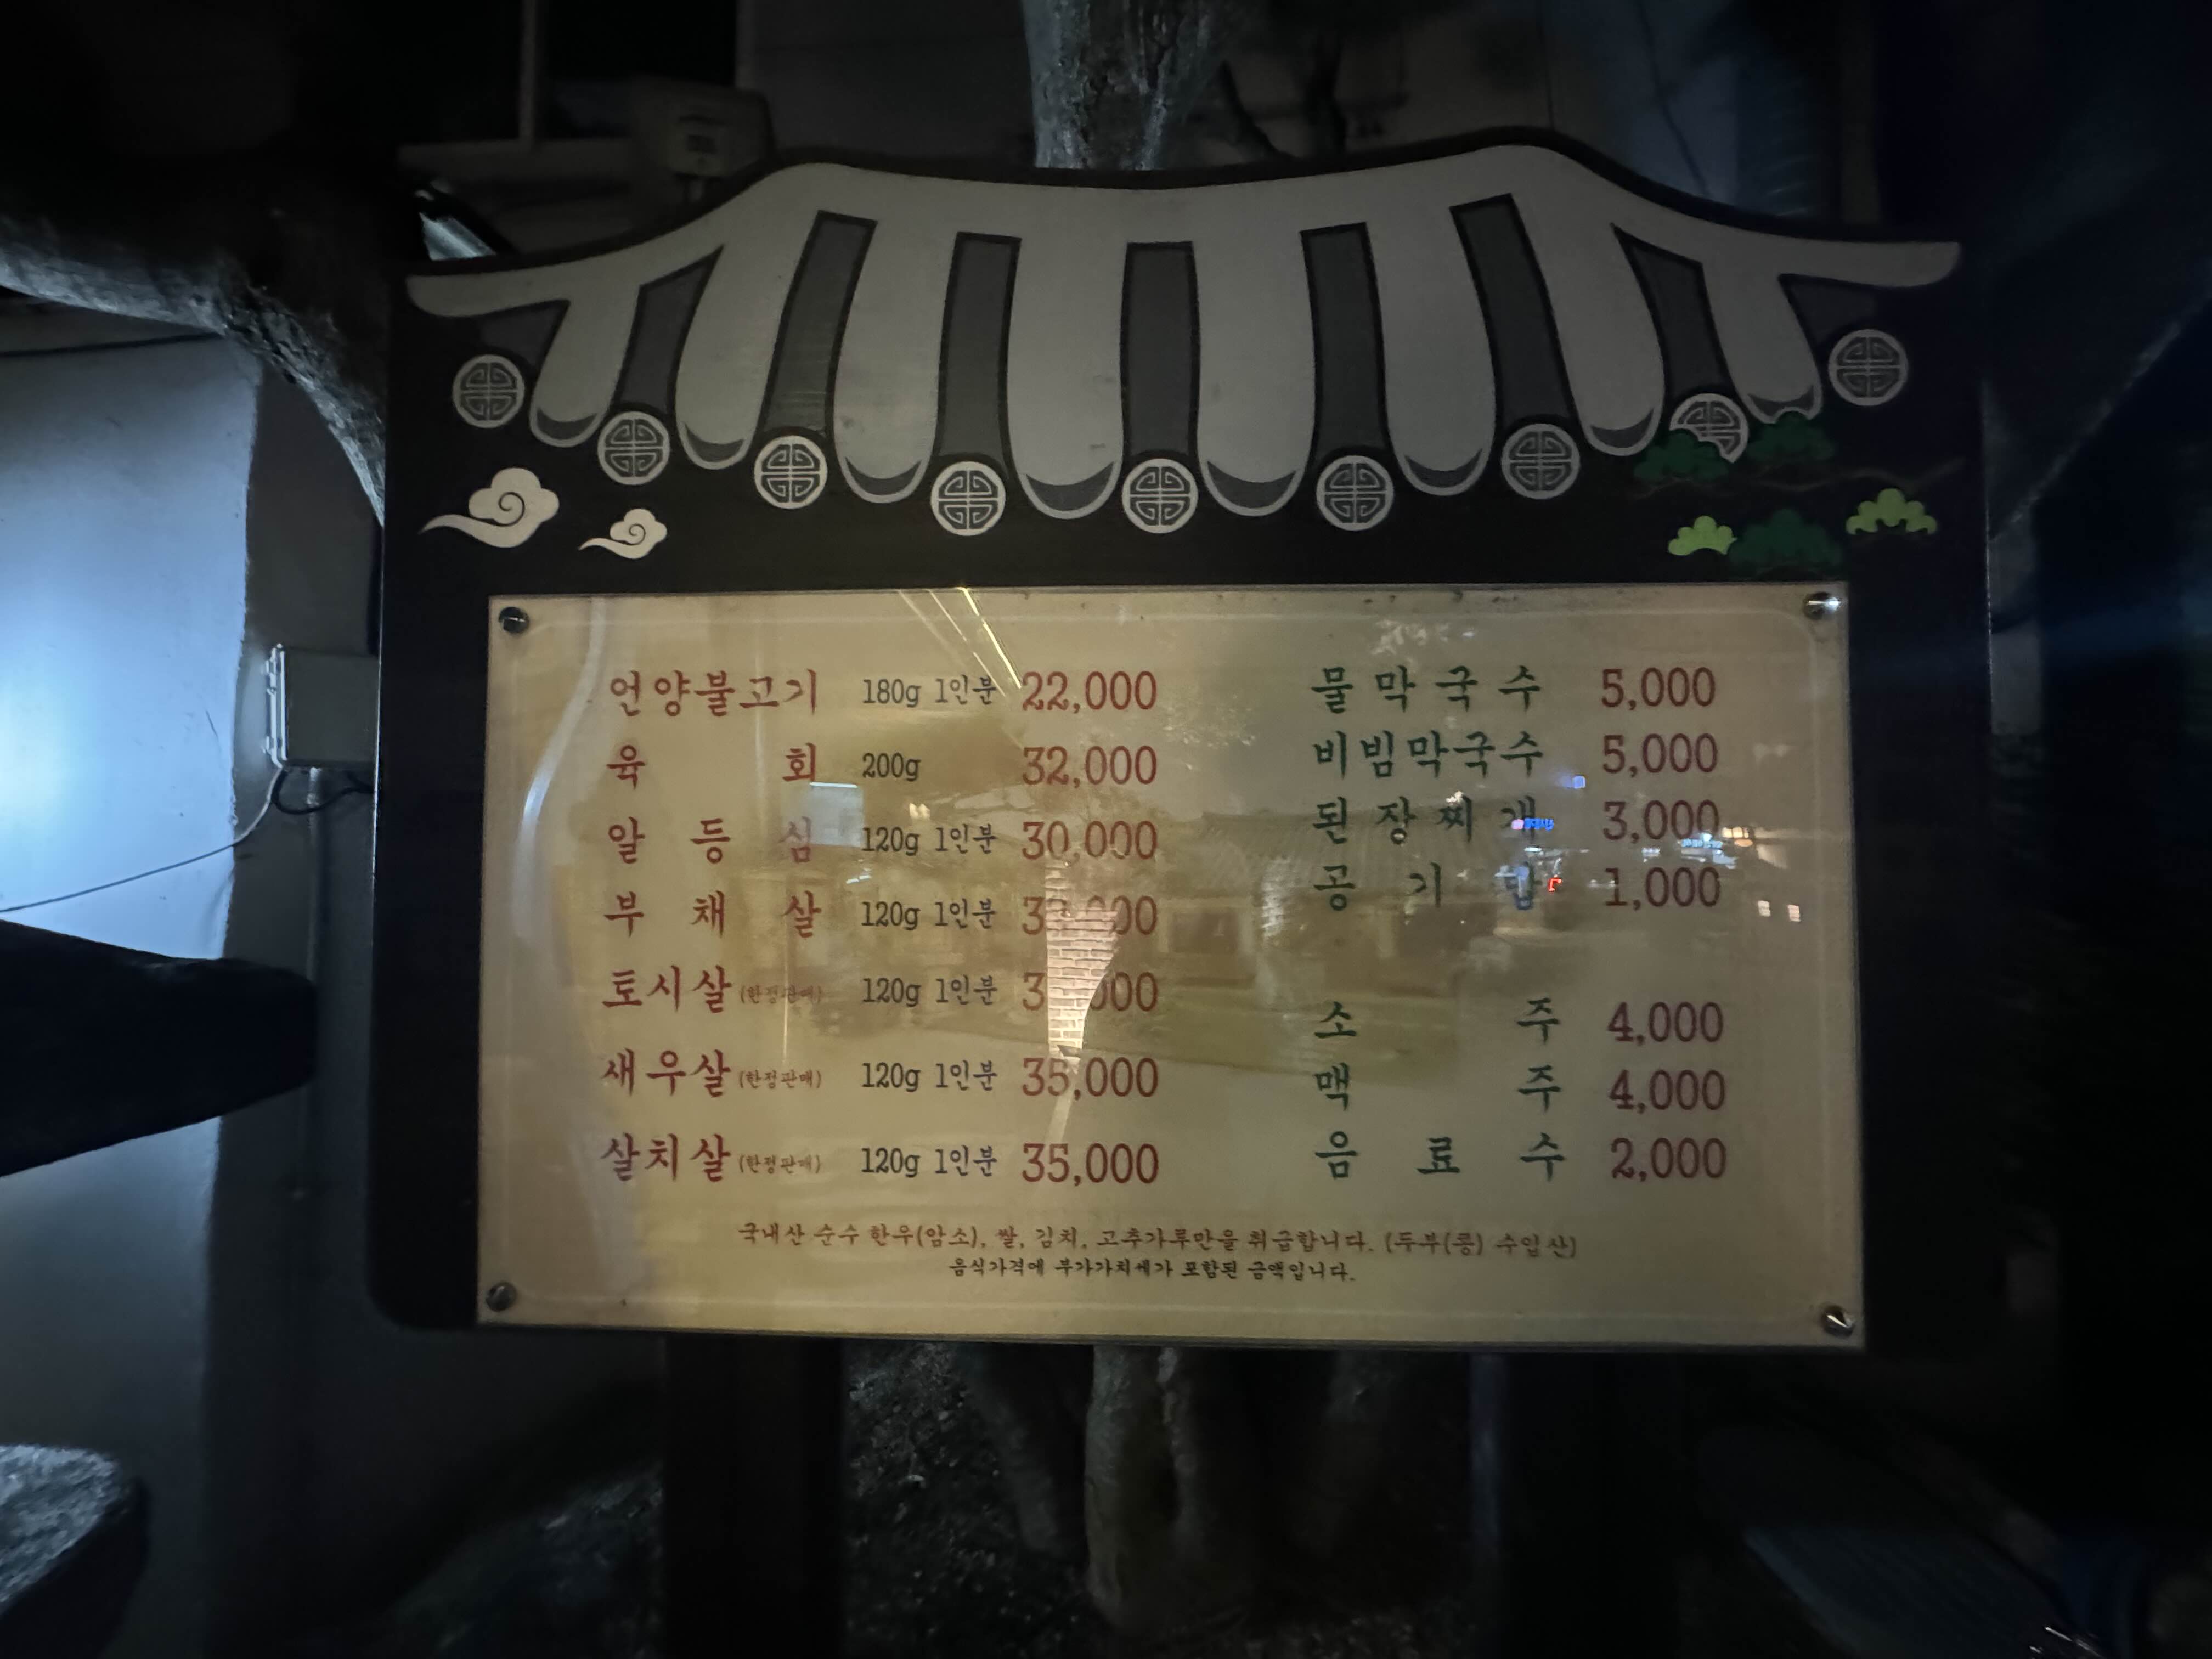 언양불고기 180g 1인분 22,000
육회 200g 32,000
알등심 120g 1인분 30,000
부채살 120g 1인분
토시살 (한정판매) 120g 1인분
새우살 (한정판매) 120g 1인분 35,000
살치살 (한정판매) 120g 1인분 35,000
물막국수 5,000
비빔막국수 5,000
된장찌개 3,000
공기밥 1,000
소주 4,000
맥주 4,000
음료수 2,000
국내산 순수 한우(암소), 쌀, 김치, 고추가루만을 취급합니다. (두부(콩) 수입산)
음식가격에 부가가치세가 포함된 금액입니다.